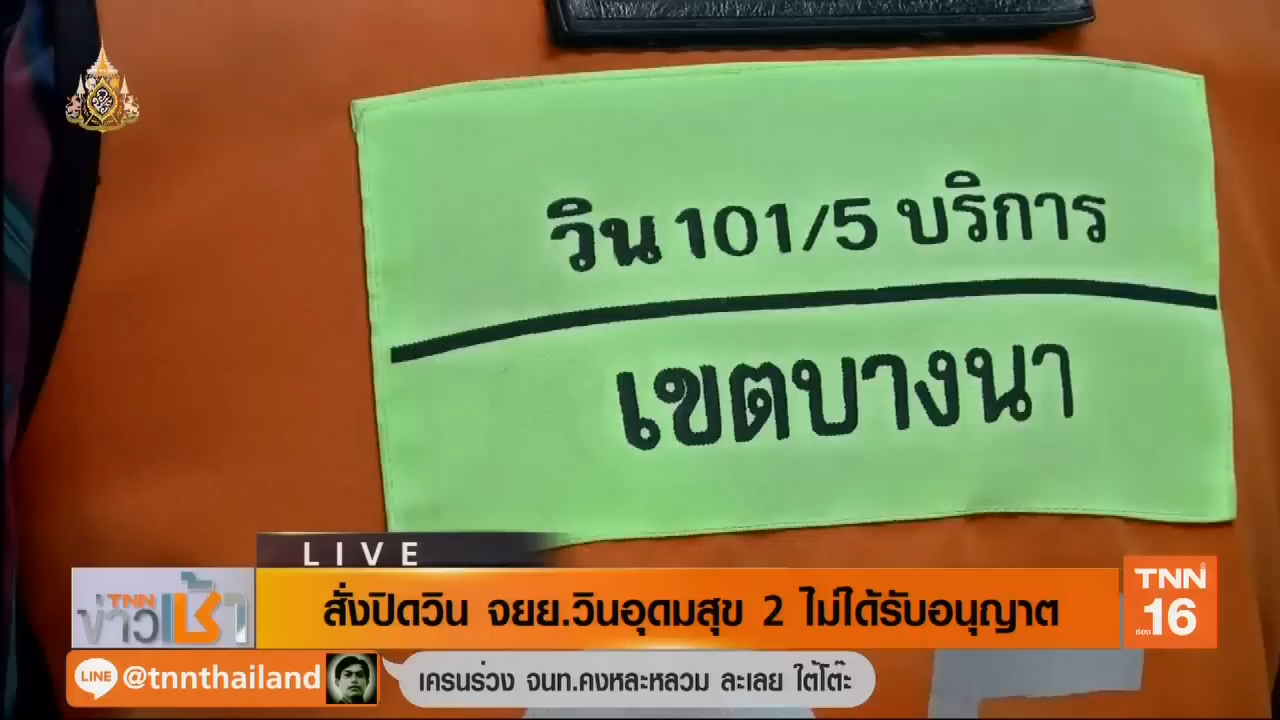 วิน 101/5 บริการ
เขตบางนา
LIVE
TNN ข่าวเช้า
สั่งปิดวิน จยย.วินอุดมสุข 2 ไม่ได้รับอนุญาต
TNN
ช่อง 16
LINE @tnnthailand
เครนร่วง จนท.คงหละหลวม ละเลย ใต้โต๊ะ